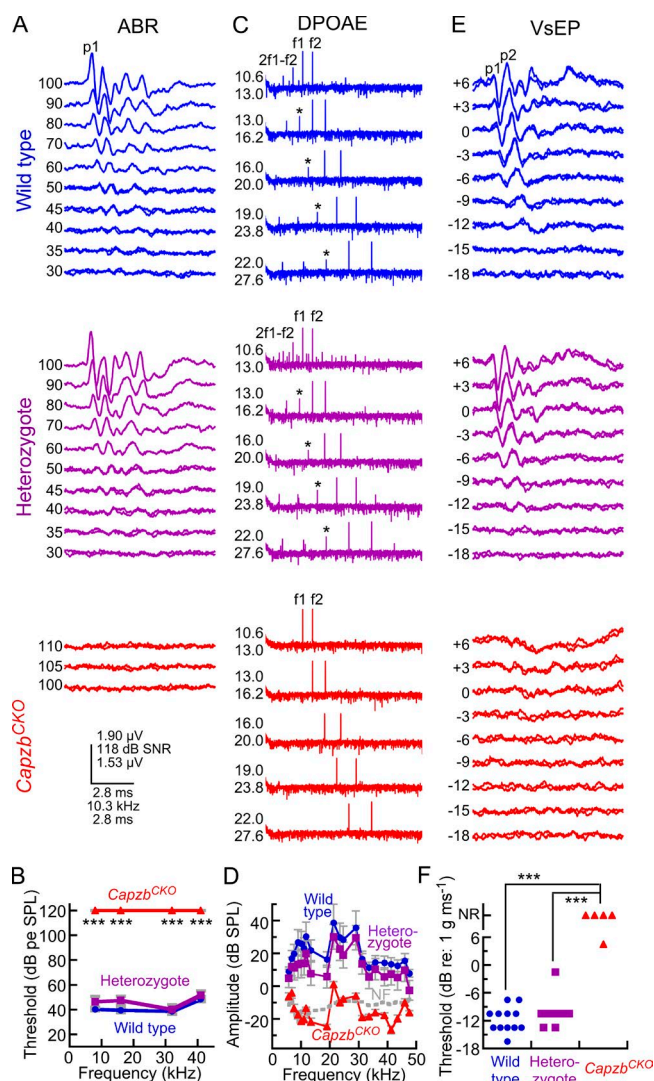 A ABR
C DPOAE
E VsEP
Wild type
p1
100
90
80
70
60
50
45
40
35
30
f1 f2
2f1-f2
10.6
13.0
13.0 *
16.2
16.0 *
20.0
19.0 *
23.8
22.0 *
27.6
p1 p2
+6
+3
0
-3
-6
-9
-12
-15
-18
Heterozygote
100
90
80
70
60
50
45
40
35
30
f1 f2
2f1-f2
10.6
13.0
13.0 *
16.2
16.0 *
20.0
19.0 *
23.8
22.0 *
27.6
+6
+3
0
-3
-6
-9
-12
-15
-18
Capzb^CKO
110
105
100
1.90 µV
118 dB SNR
1.53 µV
2.8 ms
10.3 kHz
2.8 ms
f1 f2
10.6
13.0
13.0
16.2
16.0
20.0
19.0
23.8
22.0
27.6
+6
+3
0
-3
-6
-9
-12
-15
-18
B
Threshold (dB pe SPL)
Capzb^CKO
120
100
80
60
40
20
0
*** *** *** ***
Heterozygote
Wild type
0 10 20 30 40
Frequency (kHz)
D
Amplitude (dB SPL)
40
20
0
-20
Wild
type
Hetero-
zygote
NF
Capzb^CKO
0 10 20 30 40 50
Frequency (kHz)
F
Threshold (dB re: 1 g ms⁻¹)
***
***
NR
6
0
-6
-12
-18
Wild
type
Hetero-
zygote
Capzb^CKO